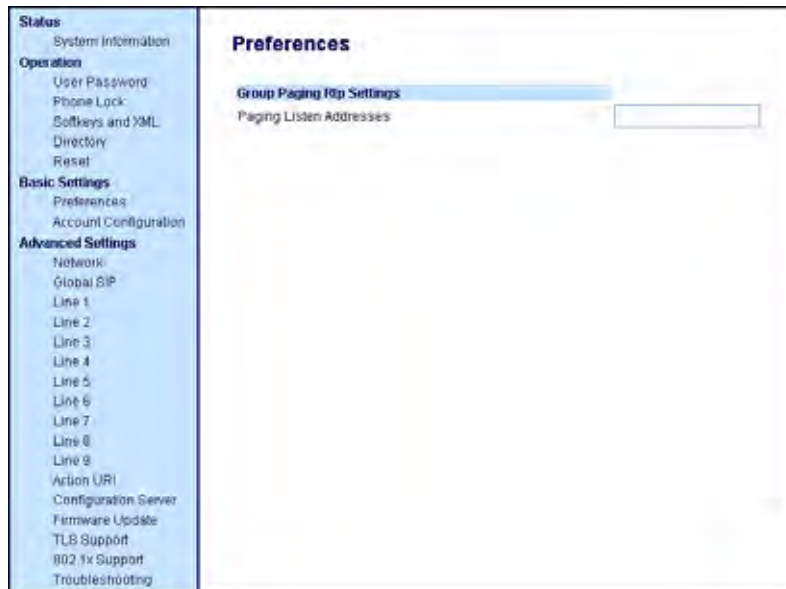 Status
System Information
Operation
User Password
Phone Lock
Softkeys and XML
Directory
Reset
Basic Settings
Preferences
Account Configuration
Advanced Settings
Network
Global SIP
Line 1
Line 2
Line 3
Line 4
Line 5
Line 6
Line 7
Line 8
Line 9
Action URI
Configuration Server
Firmware Update
TLS Support
802.1x Support
Troubleshooting
Preferences
Group Paging Rtp Settings
Paging Listen Addresses